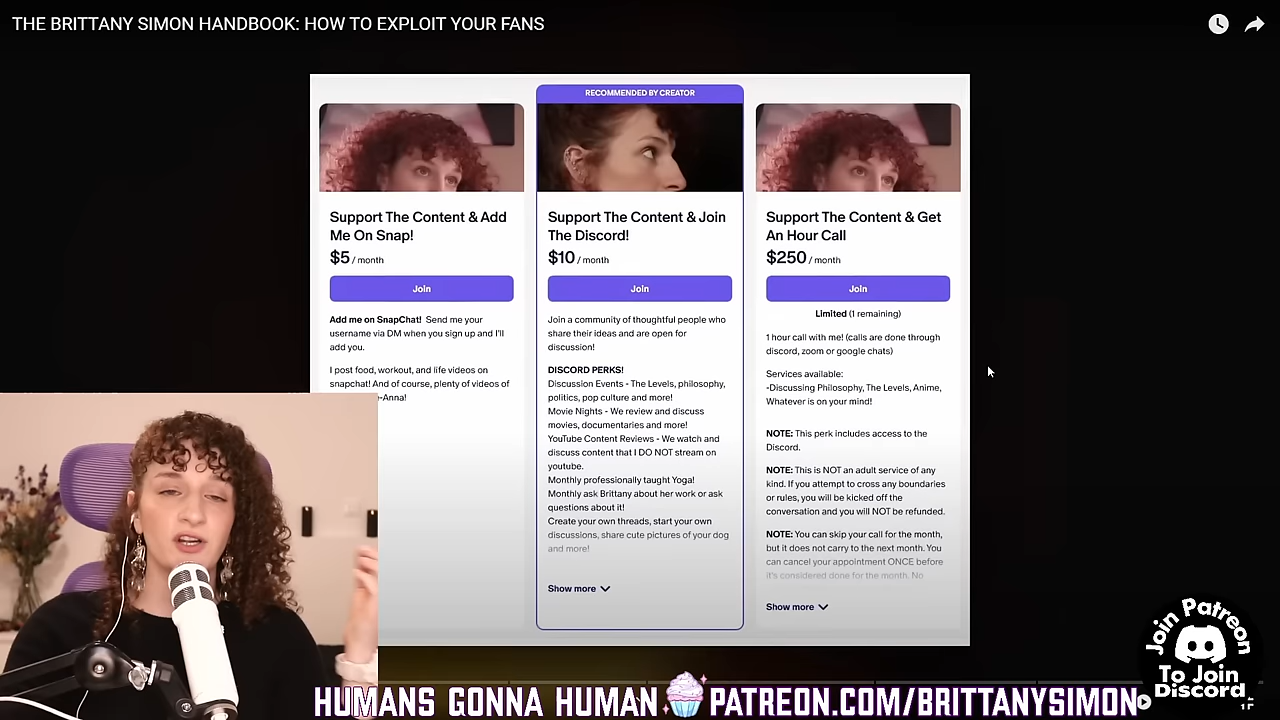 THE BRITTANY SIMON HANDBOOK: HOW TO EXPLOIT YOUR FANS
Support The Content & Add
Me On Snap!
$5 / month
Join
Add me on SnapChat! Send me your
username via DM when you sign up and I'll
add you.
I post food, workout, and life videos on
snapchat! And of course, plenty of videos of
-Anna!
RECOMMENDED BY CREATOR
Support The Content & Join
The Discord!
$10 / month
Join
Join a community of thoughtful people who
share their ideas and are open for
discussion!
DISCORD PERKS!
Discussion Events - The Levels, philosophy,
politics, pop culture and more!
Movie Nights - We review and discuss
movies, documentaries and more!
YouTube Content Reviews - We watch and
discuss content that I DO NOT stream on
youtube.
Monthly professionally taught Yoga!
Monthly ask Brittany about her work or ask
questions about it!
Create your own threads, start your own
discussions, share cute pictures of your dog
and more!
Show more
Support The Content & Get
An Hour Call
$250 / month
Join
Limited (1 remaining)
1 hour call with me! (calls are done through
discord, zoom or google chats)
Services available:
-Discussing Philosophy, The Levels, Anime,
Whatever is on your mind!
NOTE: This perk includes access to the
Discord.
NOTE: This is NOT an adult service of any
kind. If you attempt to cross any boundaries
or rules, you will be kicked off the
conversation and you will NOT be refunded.
NOTE: You can skip your call for the month,
but it does not carry to the next month. You
can cancel your appointment ONCE before
it's considered done for the month. No
Show more
Join Patreon
To Join
Discord
HUMANS GONNA HUMAN PATREON.COM/BRITTANYSIMON